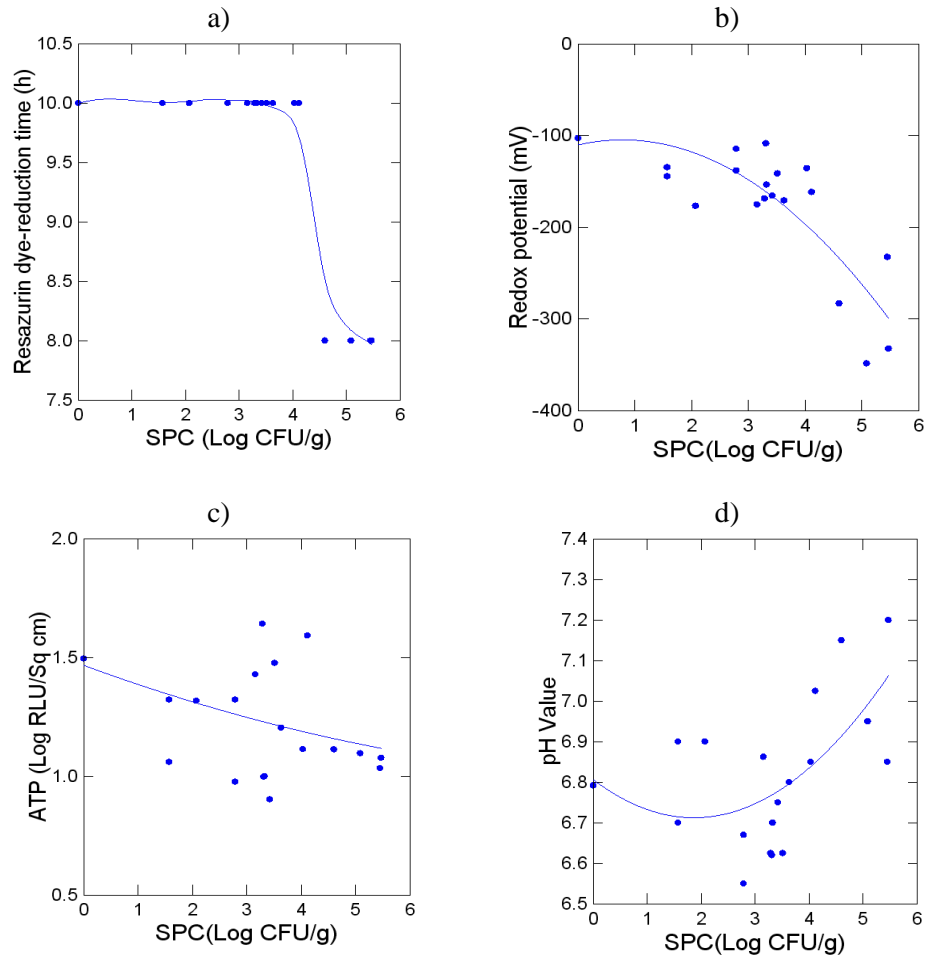 a)
10.5
10.0
9.5
9.0
8.5
8.0
7.5
Resazurin dye-reduction time (h)
0 1 2 3 4 5 6
SPC (Log CFU/g)
b)
0
-100
-200
-300
-400
Redox potential (mV)
0 1 2 3 4 5 6
SPC(Log CFU/g)
c)
2.0
1.5
1.0
0.5
ATP (Log RLU/Sq cm)
0 1 2 3 4 5 6
SPC(Log CFU/g)
d)
7.4
7.3
7.2
7.1
7.0
6.9
6.8
6.7
6.6
6.5
pH Value
0 1 2 3 4 5 6
SPC(Log CFU/g)